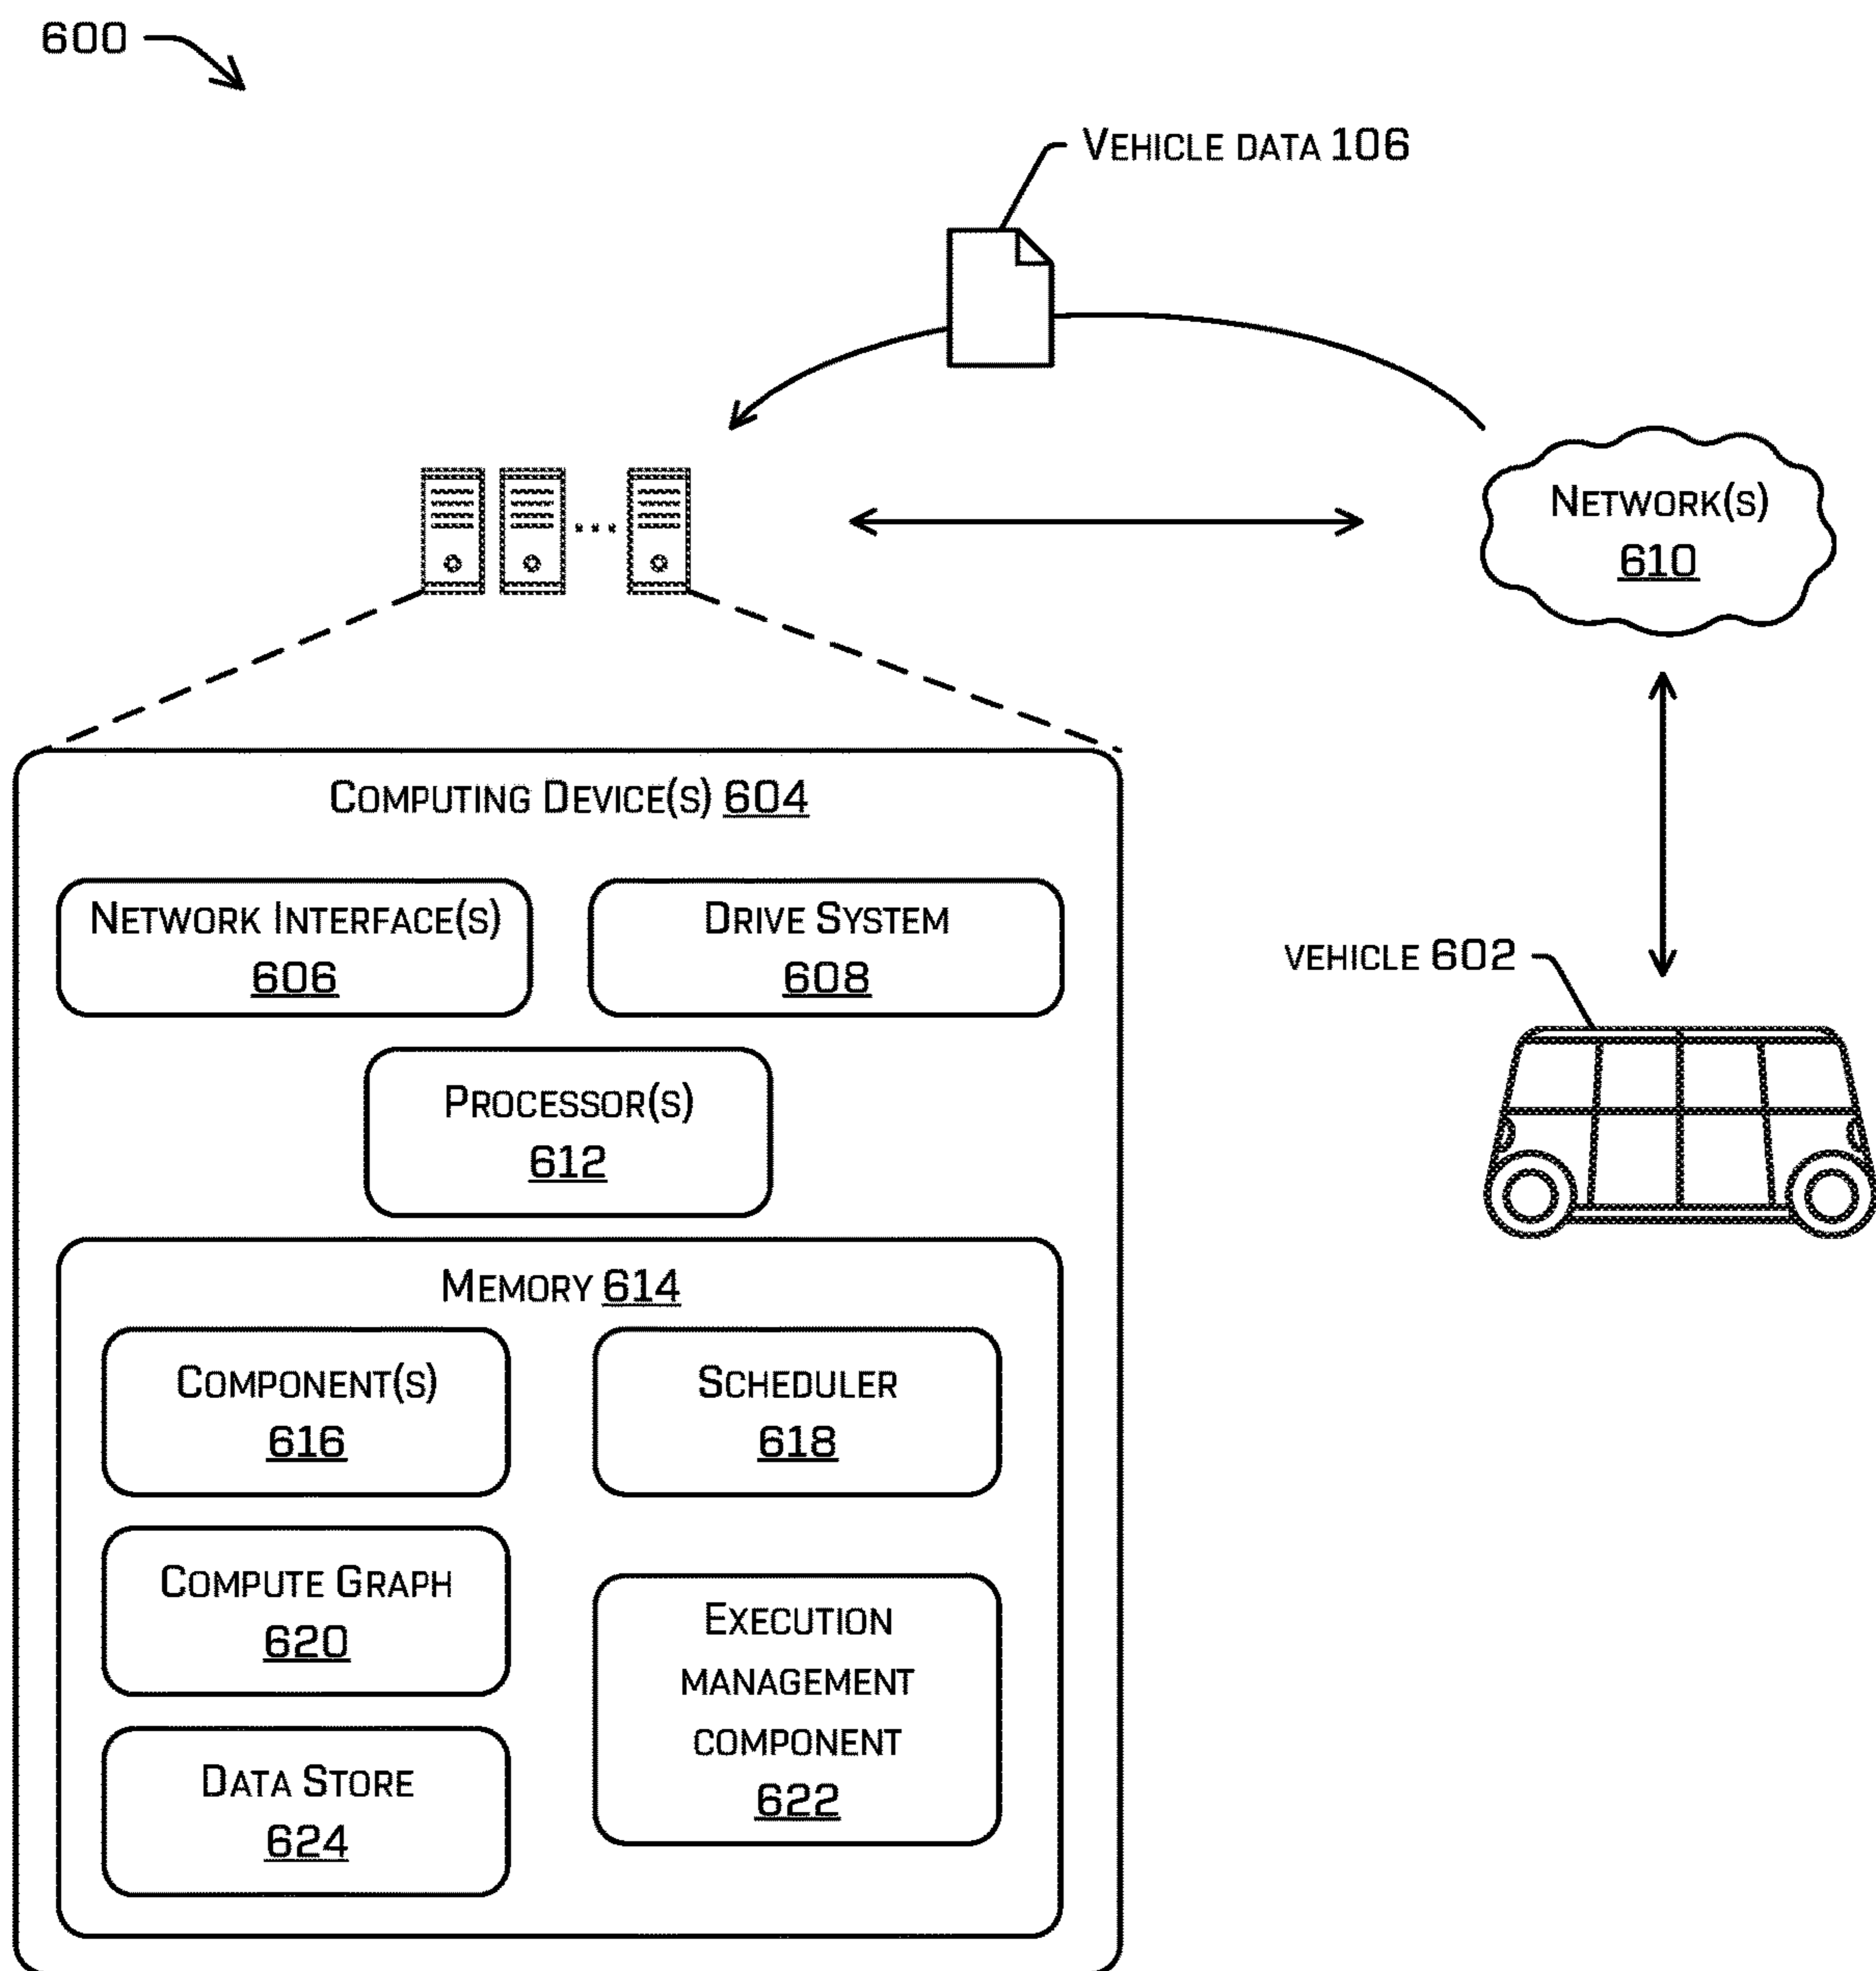 600
Vehicle data 106
Network(s)
610
Computing Device(s) 604
Network Interface(s)
606
Drive System
608
vehicle 602
Processor(s)
612
Memory 614
Component(s)
616
Scheduler
618
Compute Graph
620
Execution
management
component
622
Data Store
624